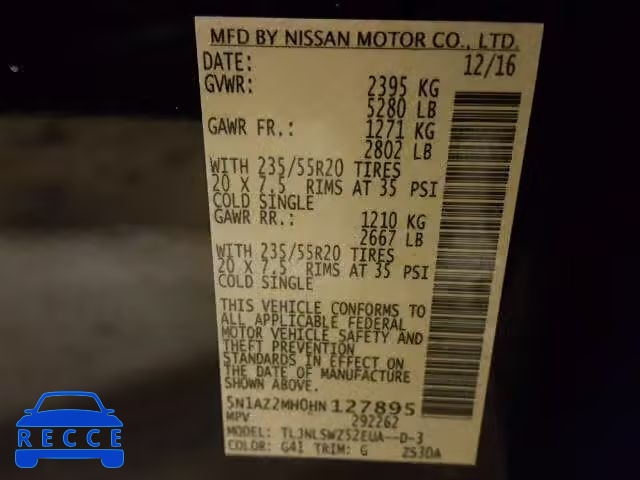 MFD BY NISSAN MOTOR CO., LTD.
DATE: 12/16
GVWR: 2395 KG
5280 LB
GAWR FR.: 1271 KG
2802 LB
WITH 235/55R20 TIRES
20 X 7.5 RIMS AT 35 PSI
COLD SINGLE
GAWR RR.: 1210 KG
2667 LB
WITH 235/55R20 TIRES
20 X 7.5 RIMS AT 35 PSI
COLD SINGLE
THIS VEHICLE CONFORMS TO
ALL APPLICABLE FEDERAL
MOTOR VEHICLE SAFETY AND
THEFT PREVENTION
STANDARDS IN EFFECT ON
THE DATE OF MANUFACTURE
SHOWN ABOVE.
5N1AZ2MH0HN127895
MPV 292262
MODEL: TLJNLSWZ52EUA--D-3
COLOR: G41 TRIM: G 2530A
RECCE